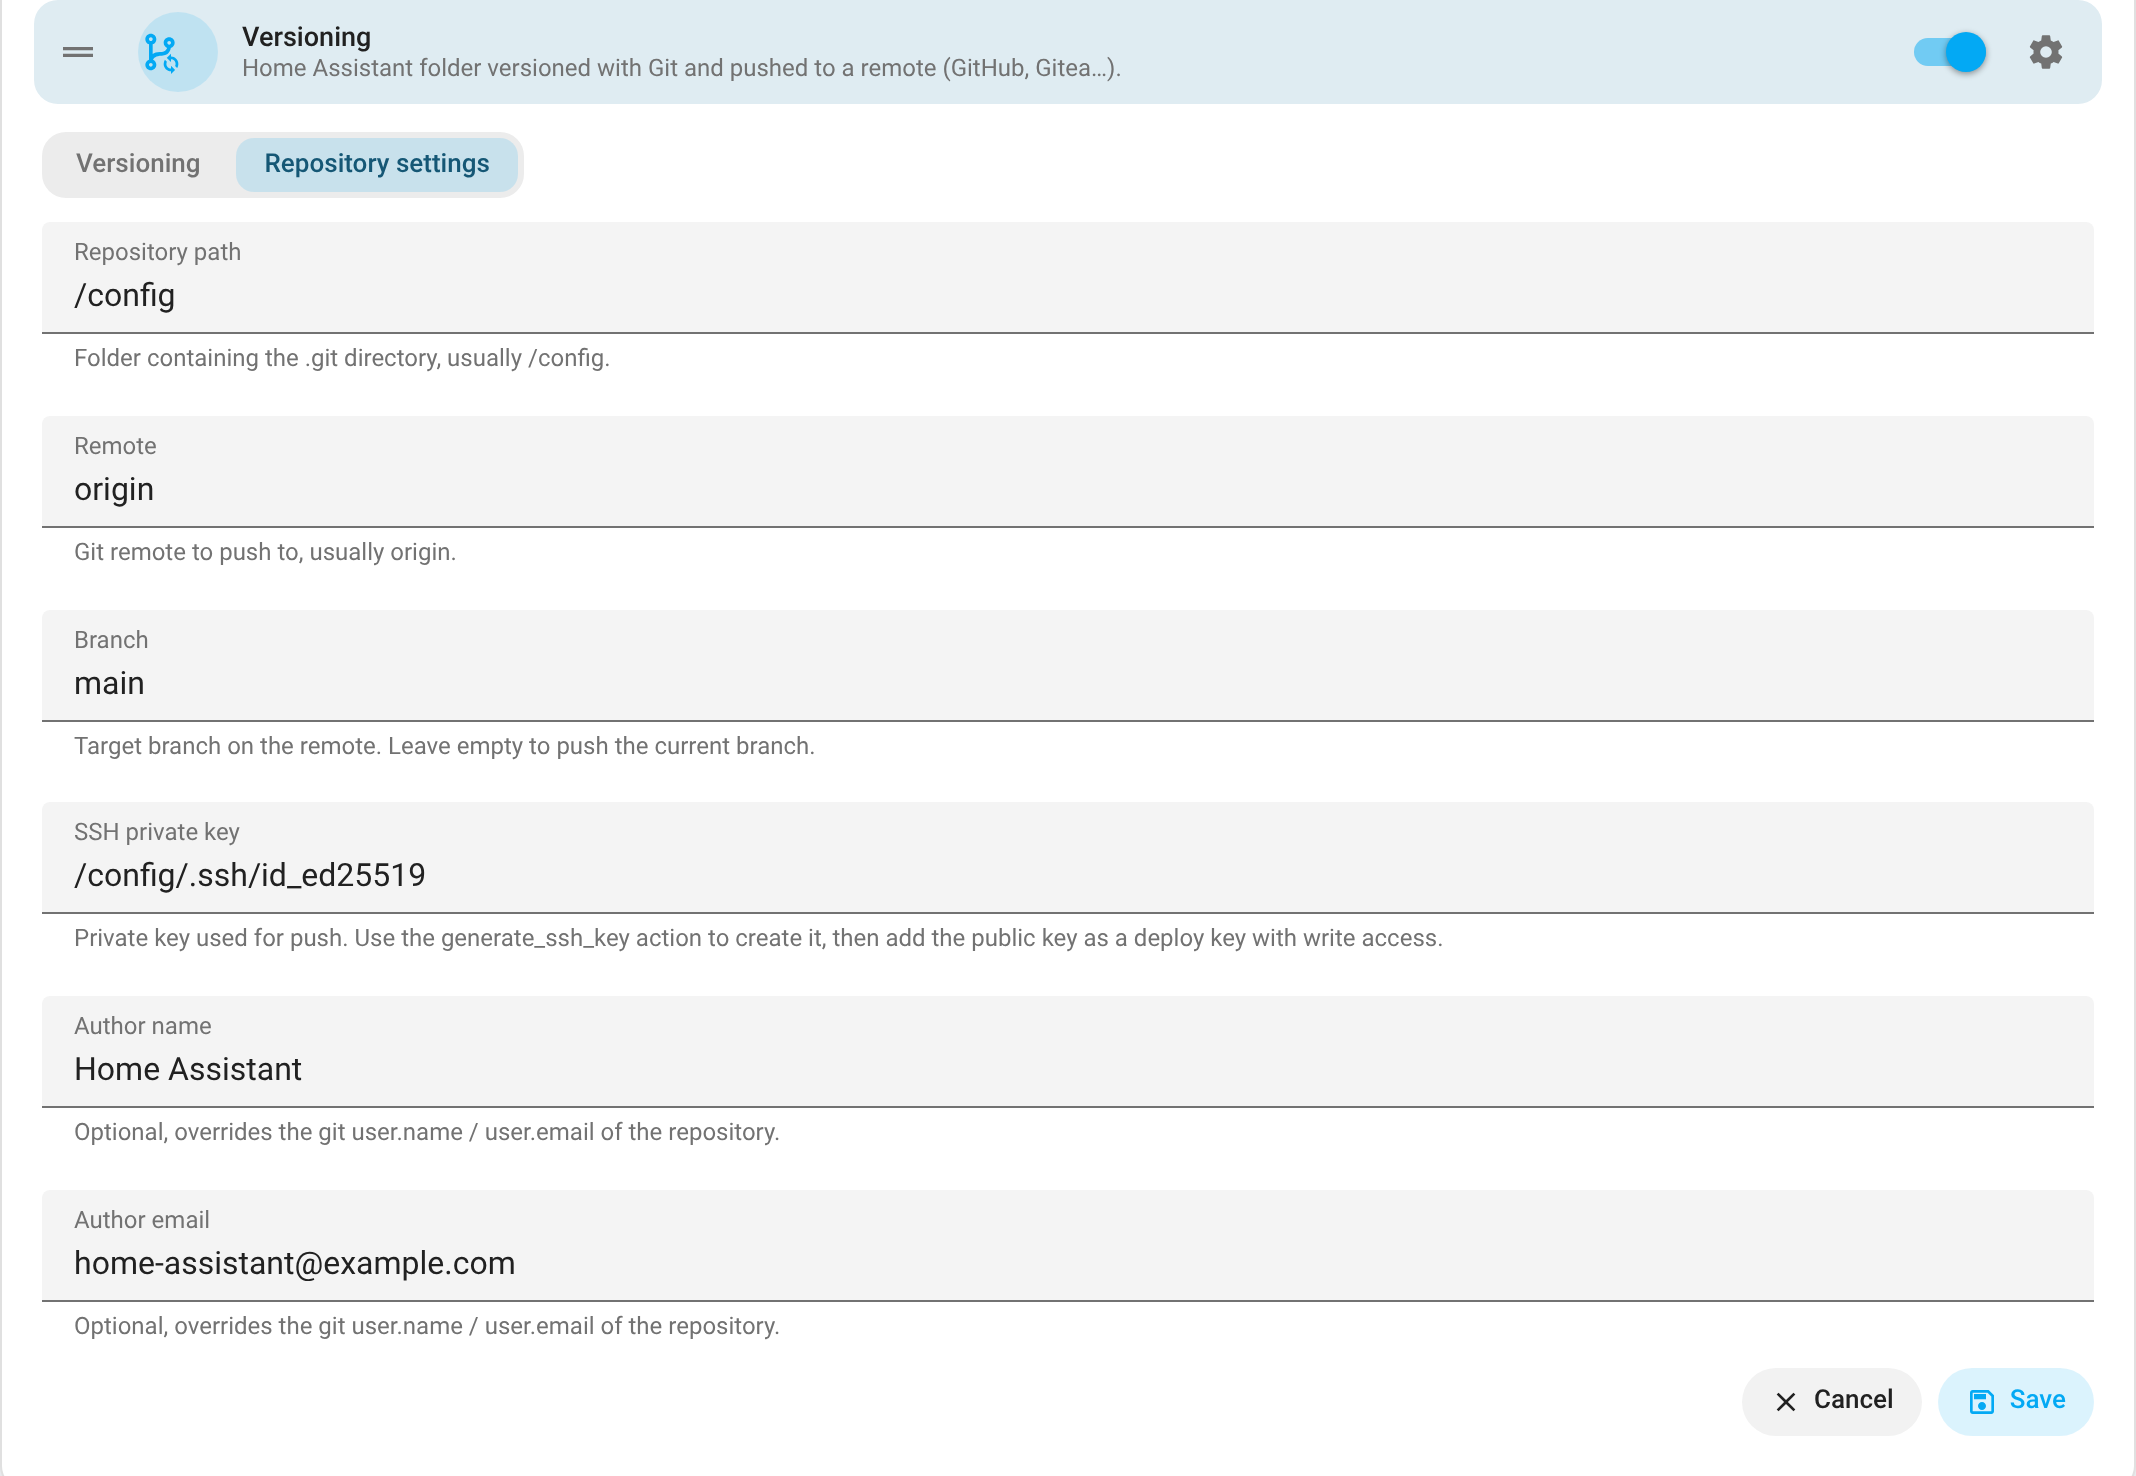 Versioning
Home Assistant folder versioned with Git and pushed to a remote (GitHub, Gitea...).
Versioning
Repository settings
Repository path
/config
Folder containing the .git directory, usually /config.
Remote
origin
Git remote to push to, usually origin.
Branch
main
Target branch on the remote. Leave empty to push the current branch.
SSH private key
/config/.ssh/id_ed25519
Private key used for push. Use the generate_ssh_key action to create it, then add the public key as a deploy key with write access.
Author name
Home Assistant
Optional, overrides the git user.name / user.email of the repository.
Author email
home-assistant@example.com
Optional, overrides the git user.name / user.email of the repository.
Cancel
Save